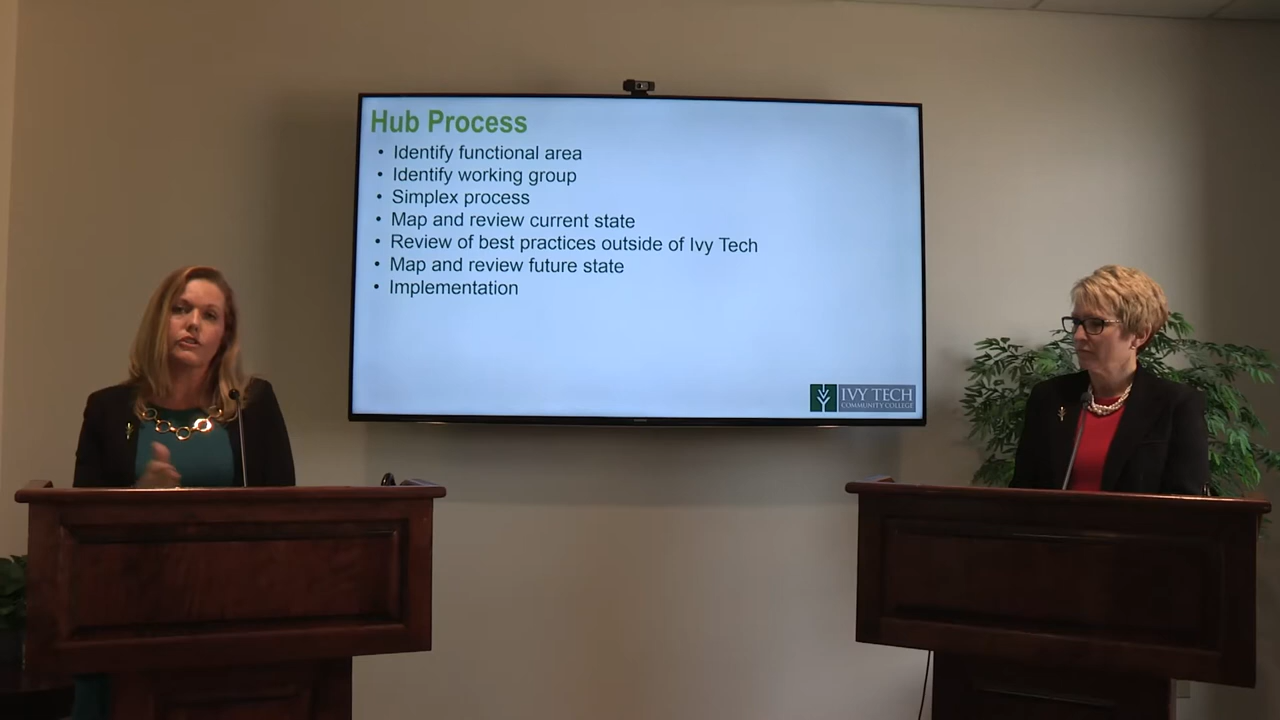 Hub Process
• Identify functional area
• Identify working group
• Simplex process
• Map and review current state
• Review of best practices outside of Ivy Tech
• Map and review future state
• Implementation
IVY TECH
COMMUNITY COLLEGE